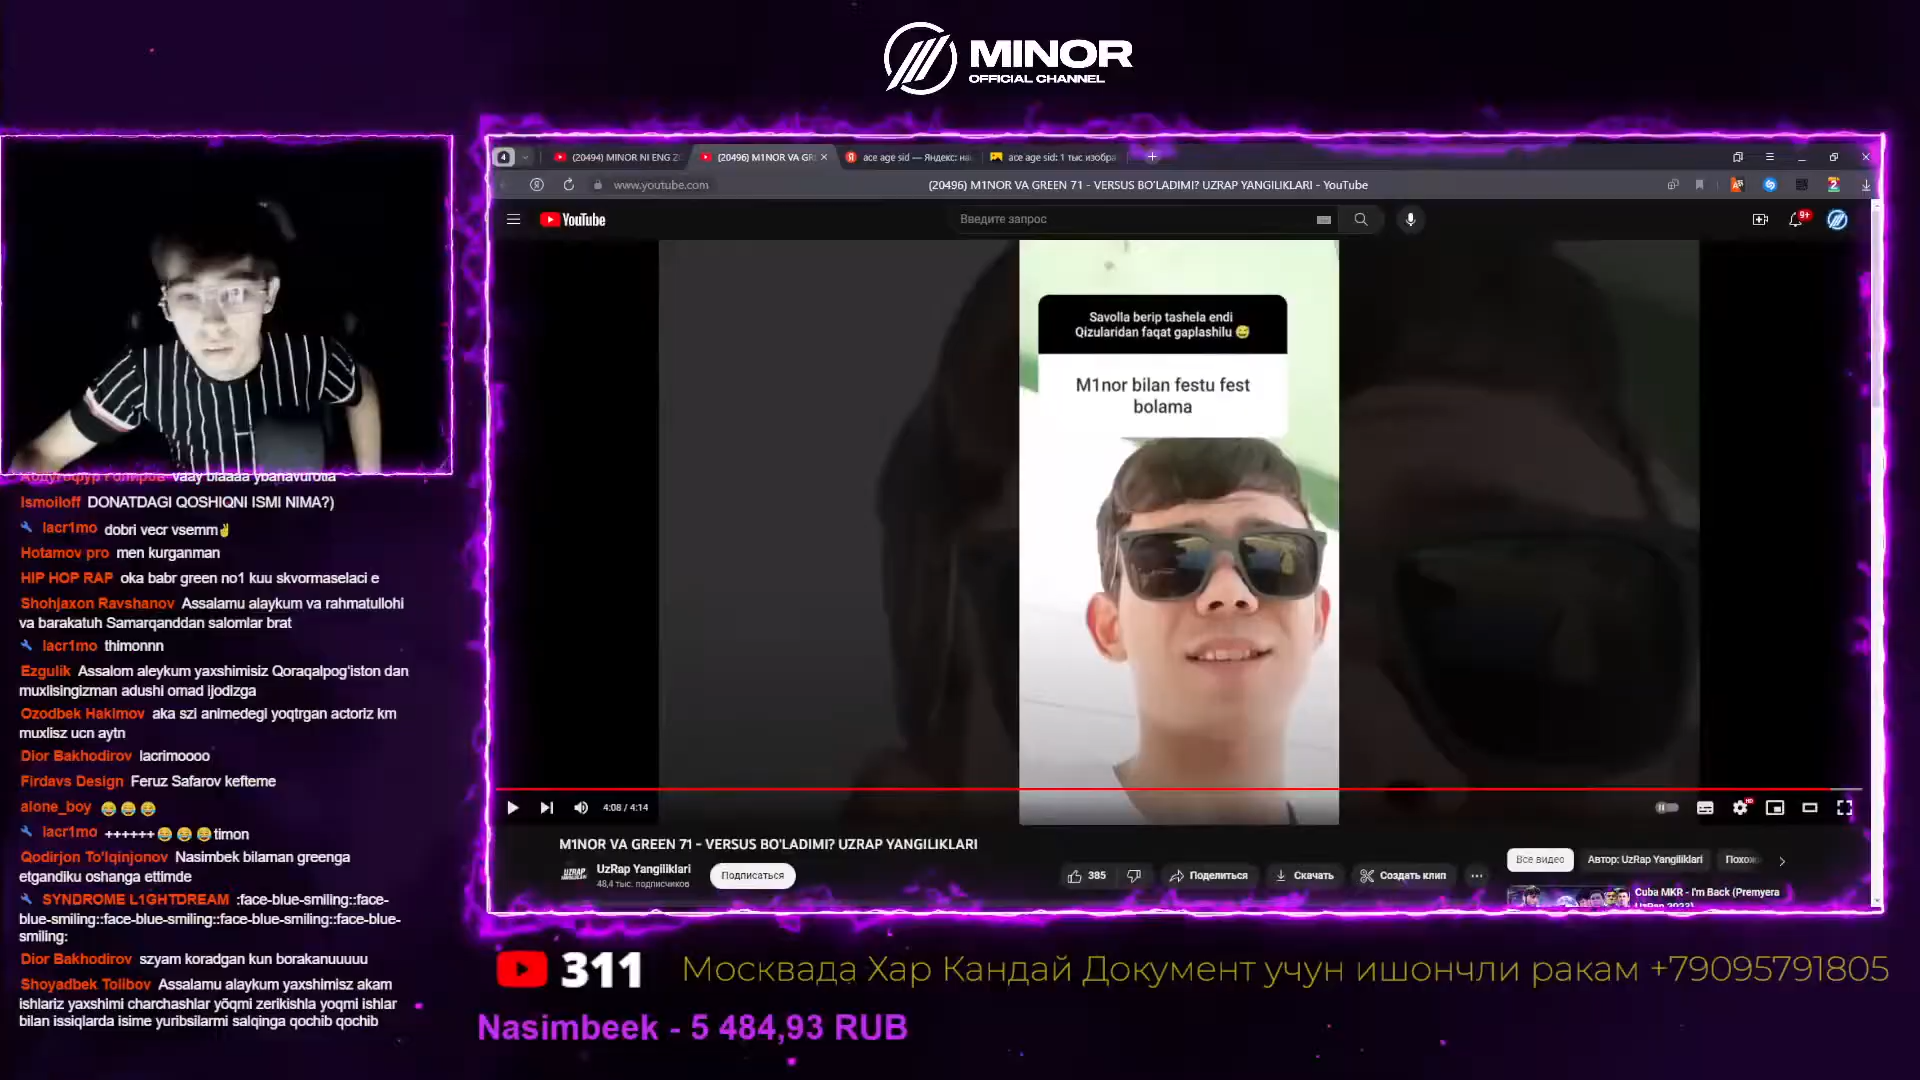 MINOR
OFFICIAL CHANNEL
4
(20494) MINOR NI ENG Z
(20496) M1NOR VA GR
ace age sid — Яндекс: на
ace age sid: 1 тыс изобра
www.youtube.com
(20496) M1NOR VA GREEN 71 - VERSUS BO'LADIMI? UZRAP YANGILIKLARI - YouTube
YouTube
Введите запрос
9+
Savolla berip tashela endi
Qizularidan faqat gaplashilu 😅
M1nor bilan festu fest
bolama
4:08 / 4:14
M1NOR VA GREEN 71 - VERSUS BO'LADIMI? UZRAP YANGILIKLARI
UzRap Yangiliklari
48,4 тыс. подписчиков
Подписаться
385
Поделиться
Скачать
Создать клип
Все видео
Автор: UzRap Yangiliklari
Похож
Cuba MKR - I'm Back (Premyera
UzRap 2023)
vaay blaaaa ybanavurotla
Ismoiloff DONATDAGI QOSHIQNI ISMI NIMA?)
lacr1mo dobri vecr vsemm✌
Hotamov pro men kurganman
HIP HOP RAP oka babr green no1 kuu skvormaselaci e
Shohjaxon Ravshanov Assalamu alaykum va rahmatullohi
va barakatuh Samarqanddan salomlar brat
lacr1mo thimonnn
Ezgulik Assalom aleykum yaxshimisiz Qoraqalpog'iston dan
muxlisingizman adushi omad ijodizga
Ozodbek Hakimov aka szi animedegi yoqtrgan actoriz km
muxlisz ucn aytn
Dior Bakhodirov lacrimoooo
Firdavs Design Feruz Safarov kefteme
alone_boy 😂 😂 😂
lacr1mo ++++++😂 😂 😂timon
Qodirjon To'lqinjonov Nasimbek bilaman greenga
etgandiku oshanga ettimde
SYNDROME L1GHTDREAM :face-blue-smiling::face-
blue-smiling::face-blue-smiling::face-blue-smiling::face-blue-
smiling:
Dior Bakhodirov szyam koradgan kun borakanuuuuu
Shoyadbek Tolibov Assalamu alaykum yaxshimisz akam
ishlariz yaxshimi charchashlar yõqmi zerikishla yoqmi ishlar
bilan issiqlarda isime yuribsilarmi salqinga qochib qochib
311
Москвада Хар Кандай Документ учун ишончли ракам +79095791805
Nasimbeek - 5 484,93 RUB